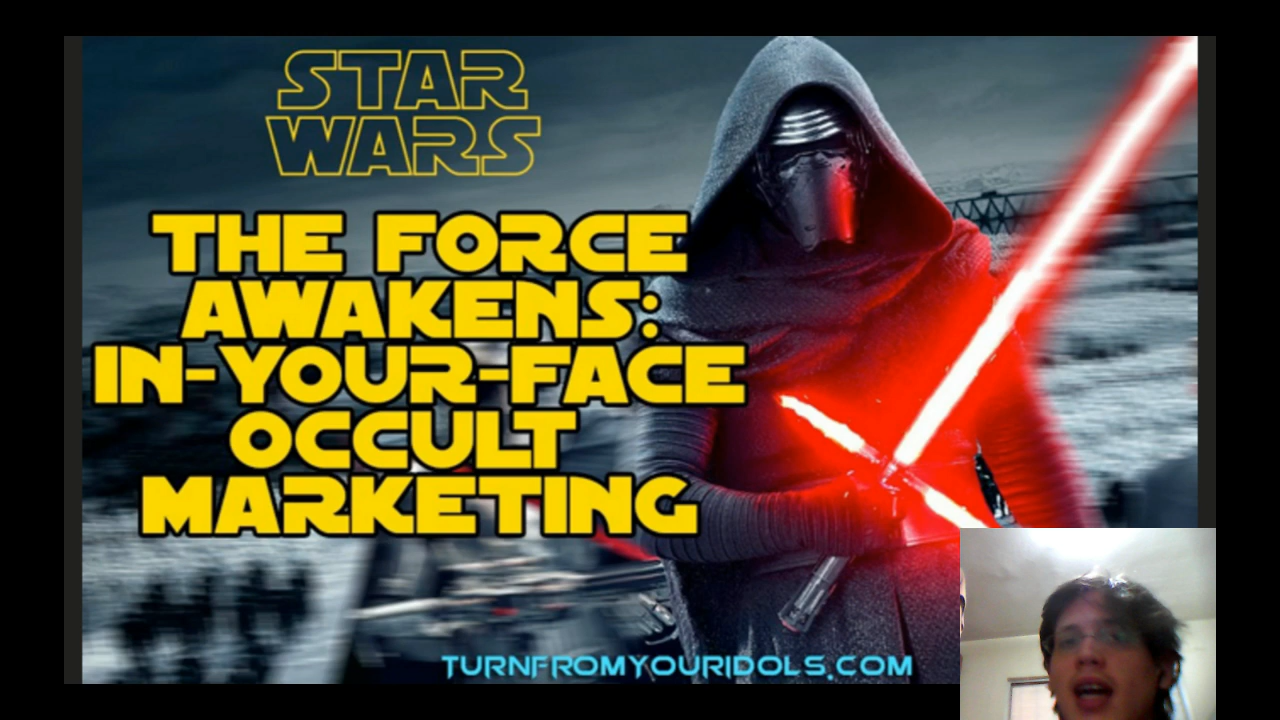 STAR
WARS
THE FORCE
AWAKENS:
IN-YOUR-FACE
OCCULT
MARKETING
TURNFROMYOURIDOLS.COM